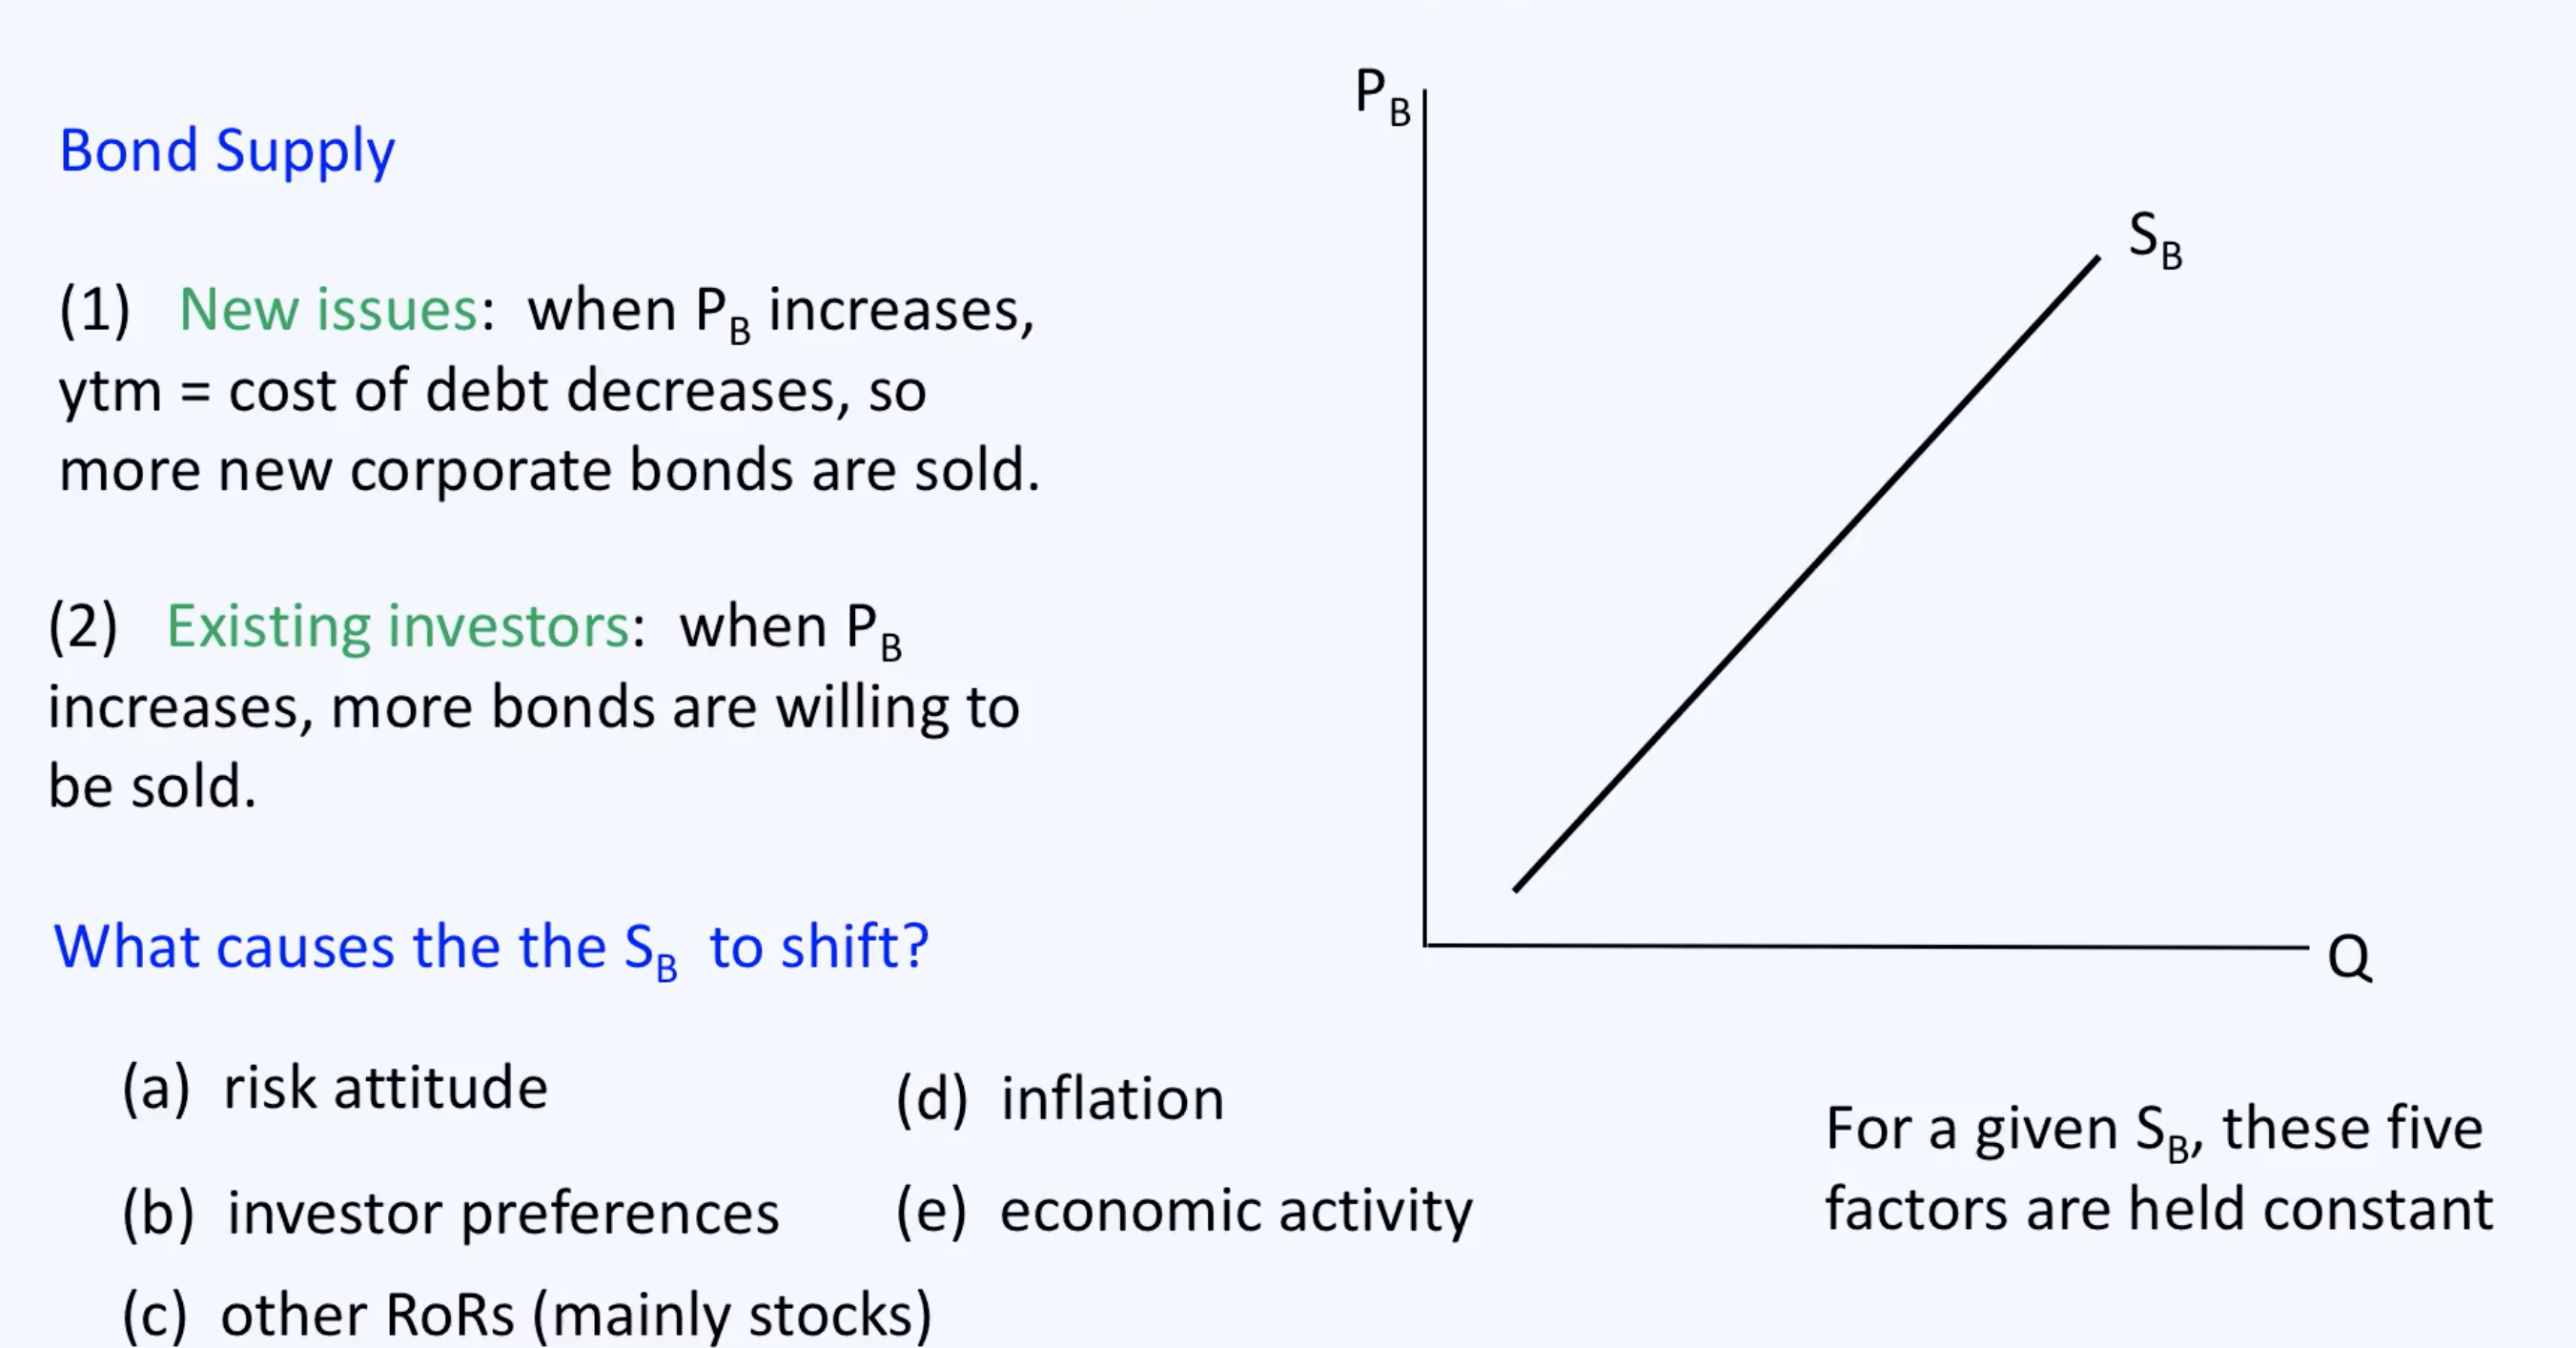 Bond Supply
(1) New issues: when P_B increases,
ytm = cost of debt decreases, so
more new corporate bonds are sold.
(2) Existing investors: when P_B
increases, more bonds are willing to
be sold.
What causes the the S_B to shift?
(a) risk attitude
(b) investor preferences
(c) other RoRs (mainly stocks)
(d) inflation
(e) economic activity
P_B
S_B
Q
For a given S_B, these five
factors are held constant